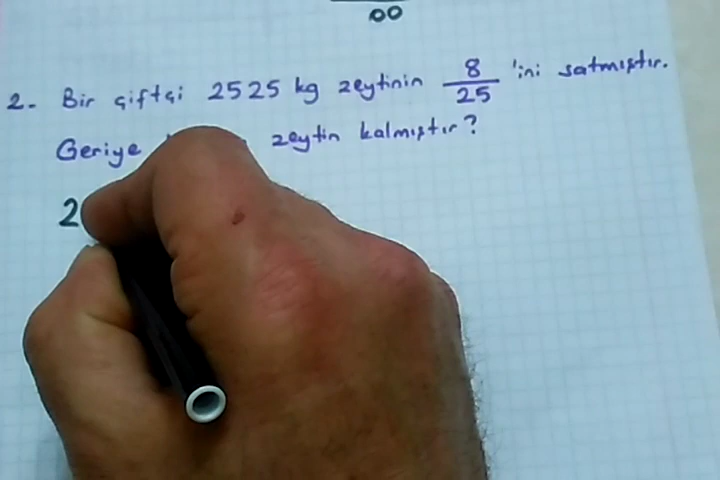 00
2- Bir çiftçi 2525 kg zeytinin 8/25 'ini satmıştır.
Geriye zeytin kalmıştır?
2